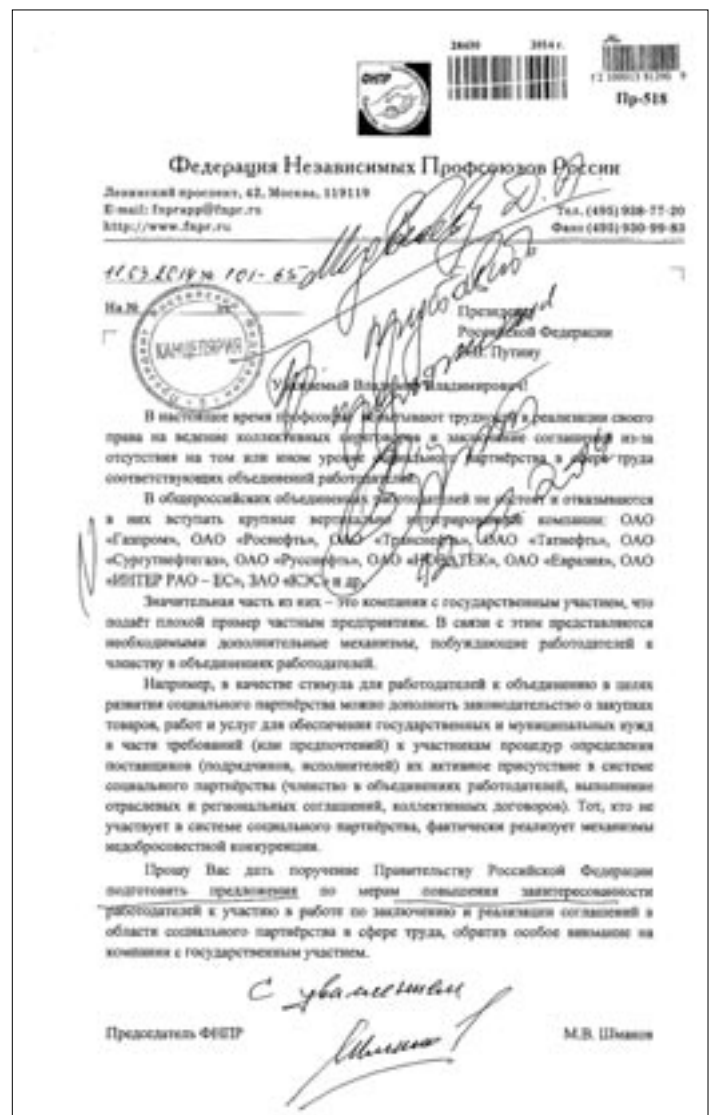 28430 2014 г.
Пр-518
ФНПР
Федерация Независимых Профсоюзов России
Ленинский проспект, 42, Москва, 119119
E-mail: fnprapp@fnpr.ru
http://www.fnpr.ru
Тел. (495) 938-77-20
Факс (495) 930-99-83
11.03.2014 № 101-
На №
КАНЦЕЛЯРИЯ
Президенту
Российской Федерации
В.В. Путину
Уважаемый Владимир Владимирович!
В настоящее время профсоюзы испытывают трудности в реализации своего
права на ведение коллективных переговоров и заключение соглашений из-за
отсутствия на том или ином уровне социального партнёрства в сфере труда
соответствующих объединений работодателей.
В общероссийских объединениях работодателей не состоят и отказываются
в них вступать крупные вертикально интегрированные компании: ОАО
«Газпром», ОАО «Роснефть», ОАО «Транснефть», ОАО «Татнефть», ОАО
«Сургутнефтегаз», ОАО «Русснефть», ОАО «НОВАТЕК», ОАО «Евразия», ОАО
«ИНТЕР РАО – ЕС», ЗАО «КЭС» и др.
Значительная часть из них – это компании с государственным участием, что
подаёт плохой пример частным предприятиям. В связи с этим представляются
необходимыми дополнительные механизмы, побуждающие работодателей к
членству в объединениях работодателей.
Например, в качестве стимула для работодателей к объединению в целях
развития социального партнёрства можно дополнить законодательство о закупках
товаров, работ и услуг для обеспечения государственных и муниципальных нужд
в части требований (или предпочтений) к участникам процедур определения
поставщиков (подрядчиков, исполнителей) их активное присутствие в системе
социального партнёрства (членство в объединениях работодателей, выполнение
отраслевых и региональных соглашений, коллективных договоров). Тот, кто не
участвует в системе социального партнёрства, фактически реализует механизмы
недобросовестной конкуренции.
Прошу Вас дать поручение Правительству Российской Федерации
подготовить предложения по мерам повышения заинтересованности
работодателей к участию в работе по заключению и реализации соглашений в
области социального партнёрства в сфере труда, обратив особое внимание на
компании с государственным участием.
С уважением
Председатель ФНПР
М.В. Шмаков